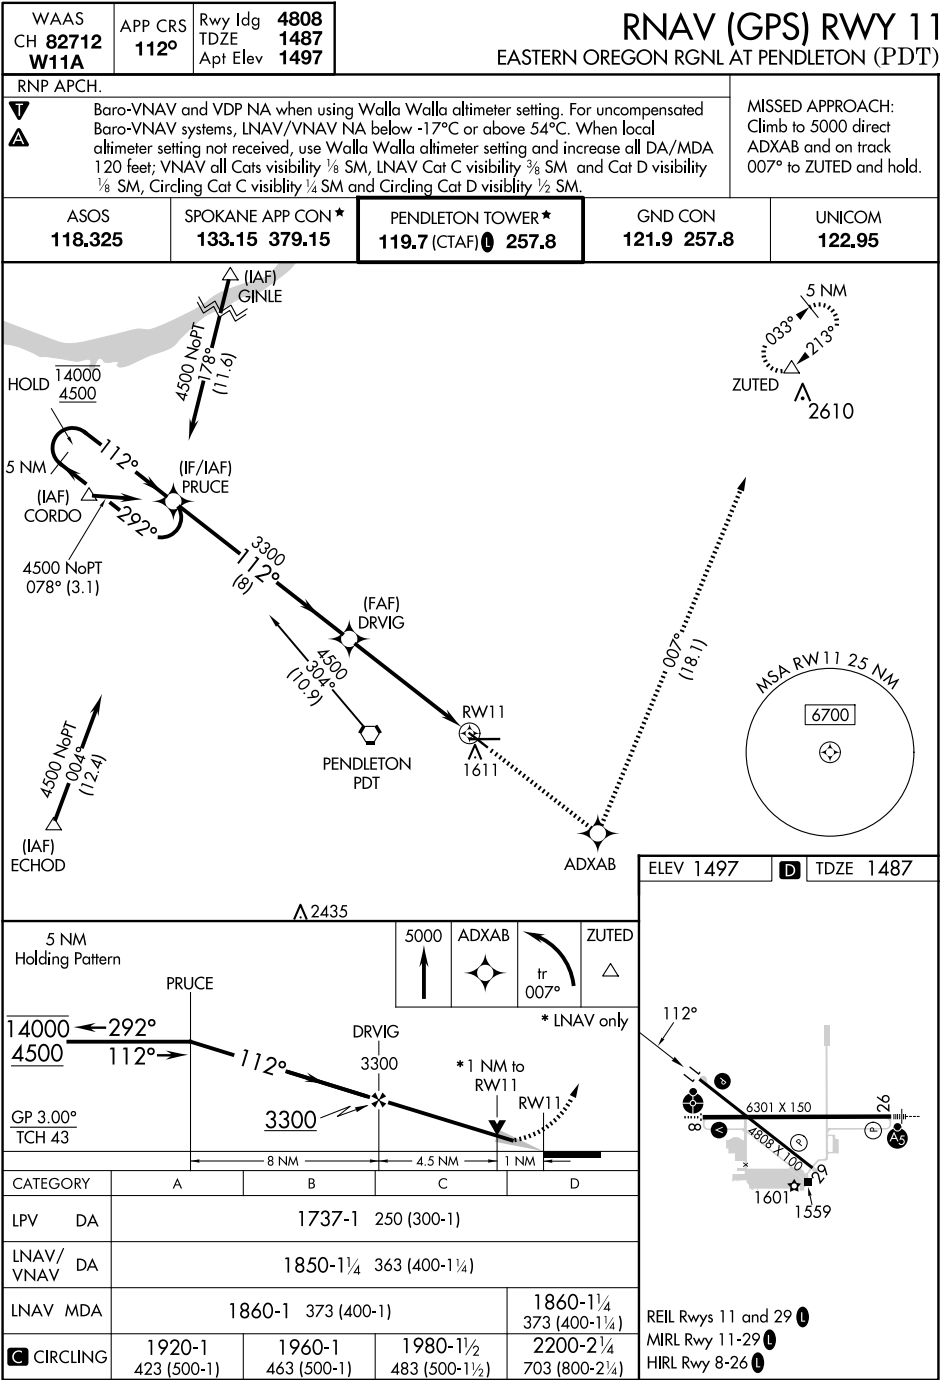 WAAS
CH 82712
W11A
APP CRS
112°
Rwy Idg 4808
TDZE 1487
Apt Elev 1497
RNAV (GPS) RWY 11
EASTERN OREGON RGNL AT PENDLETON (PDT)
RNP APCH.
T
A
Baro-VNAV and VDP NA when using Walla Walla altimeter setting. For uncompensated
Baro-VNAV systems, LNAV/VNAV NA below -17°C or above 54°C. When local
altimeter setting not received, use Walla Walla altimeter setting and increase all DA/MDA
120 feet; VNAV all Cats visibility ⅛ SM, LNAV Cat C visibility ⅜ SM and Cat D visibility
⅛ SM, Circling Cat C visiblity ¼ SM and Circling Cat D visiblity ½ SM.
MISSED APPROACH:
Climb to 5000 direct
ADXAB and on track
007° to ZUTED and hold.
ASOS
118.325
SPOKANE APP CON★
133.15 379.15
PENDLETON TOWER★
119.7 (CTAF) L 257.8
GND CON
121.9 257.8
UNICOM
122.95
(IAF)
GINLE
4500 NoPT
178°
(11.6)
HOLD
14000
4500
5 NM
112°
292°
(IAF)
CORDO
(IF/IAF)
PRUCE
4500 NoPT
078° (3.1)
3300
112°
(8)
(FAF)
DRVIG
4500
304°
(10.9)
PENDLETON
PDT
RW11
1611
4500 NoPT
004°
(12.4)
(IAF)
ECHOD
ADXAB
007°
(18.1)
5 NM
033°
213°
ZUTED
2610
MSA RW11 25 NM
6700
2435
ELEV 1497
D
TDZE 1487
112°
11
P
6301 X 150
26
8
V
4808 X 100
P
P
A5
29
x
1601
1559
REIL Rwys 11 and 29 L
MIRL Rwy 11-29 L
HIRL Rwy 8-26 L
5 NM
Holding Pattern
PRUCE
14000
4500
292°
112°
112°
DRVIG
3300
3300
GP 3.00°
TCH 43
5000
ADXAB
tr
007°
ZUTED
* LNAV only
*1 NM to
RW11
RW11
8 NM
4.5 NM
1 NM
CATEGORY A B C D
LPV DA 1737-1 250 (300-1)
LNAV/
VNAV DA 1850-1¼ 363 (400-1¼)
LNAV MDA 1860-1 373 (400-1)
1860-1¼
373 (400-1¼)
C CIRCLING
1920-1
423 (500-1)
1960-1
463 (500-1)
1980-1½
483 (500-1½)
2200-2¼
703 (800-2¼)